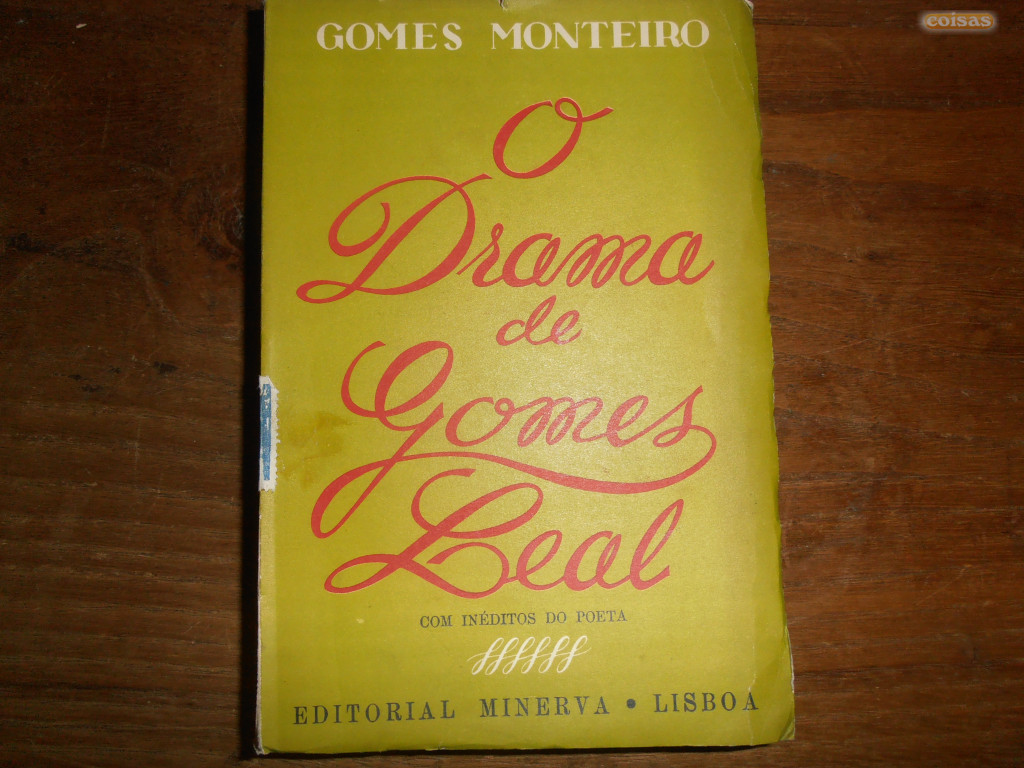 coisas
GOMES MONTEIRO
O
Drama
de
Gomes
Leal
COM INÉDITOS DO POETA
EDITORIAL MINERVA • LISBOA